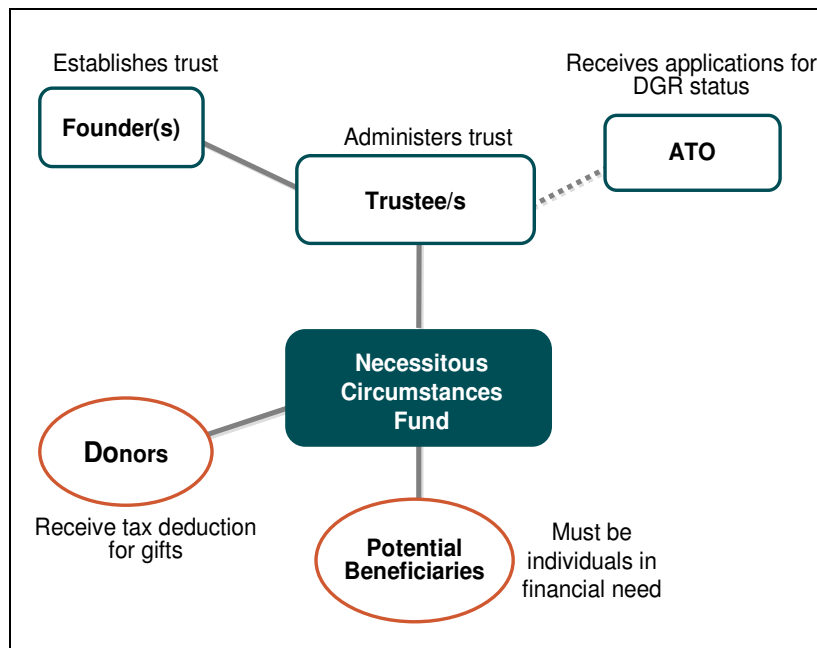 Establishes trust
Founder(s)
Receives applications for
DGR status
ATO
Administers trust
Trustee/s
Necessitous
Circumstances
Fund
Donors
Receive tax deduction
for gifts
Potential
Beneficiaries
Must be
individuals in
financial need